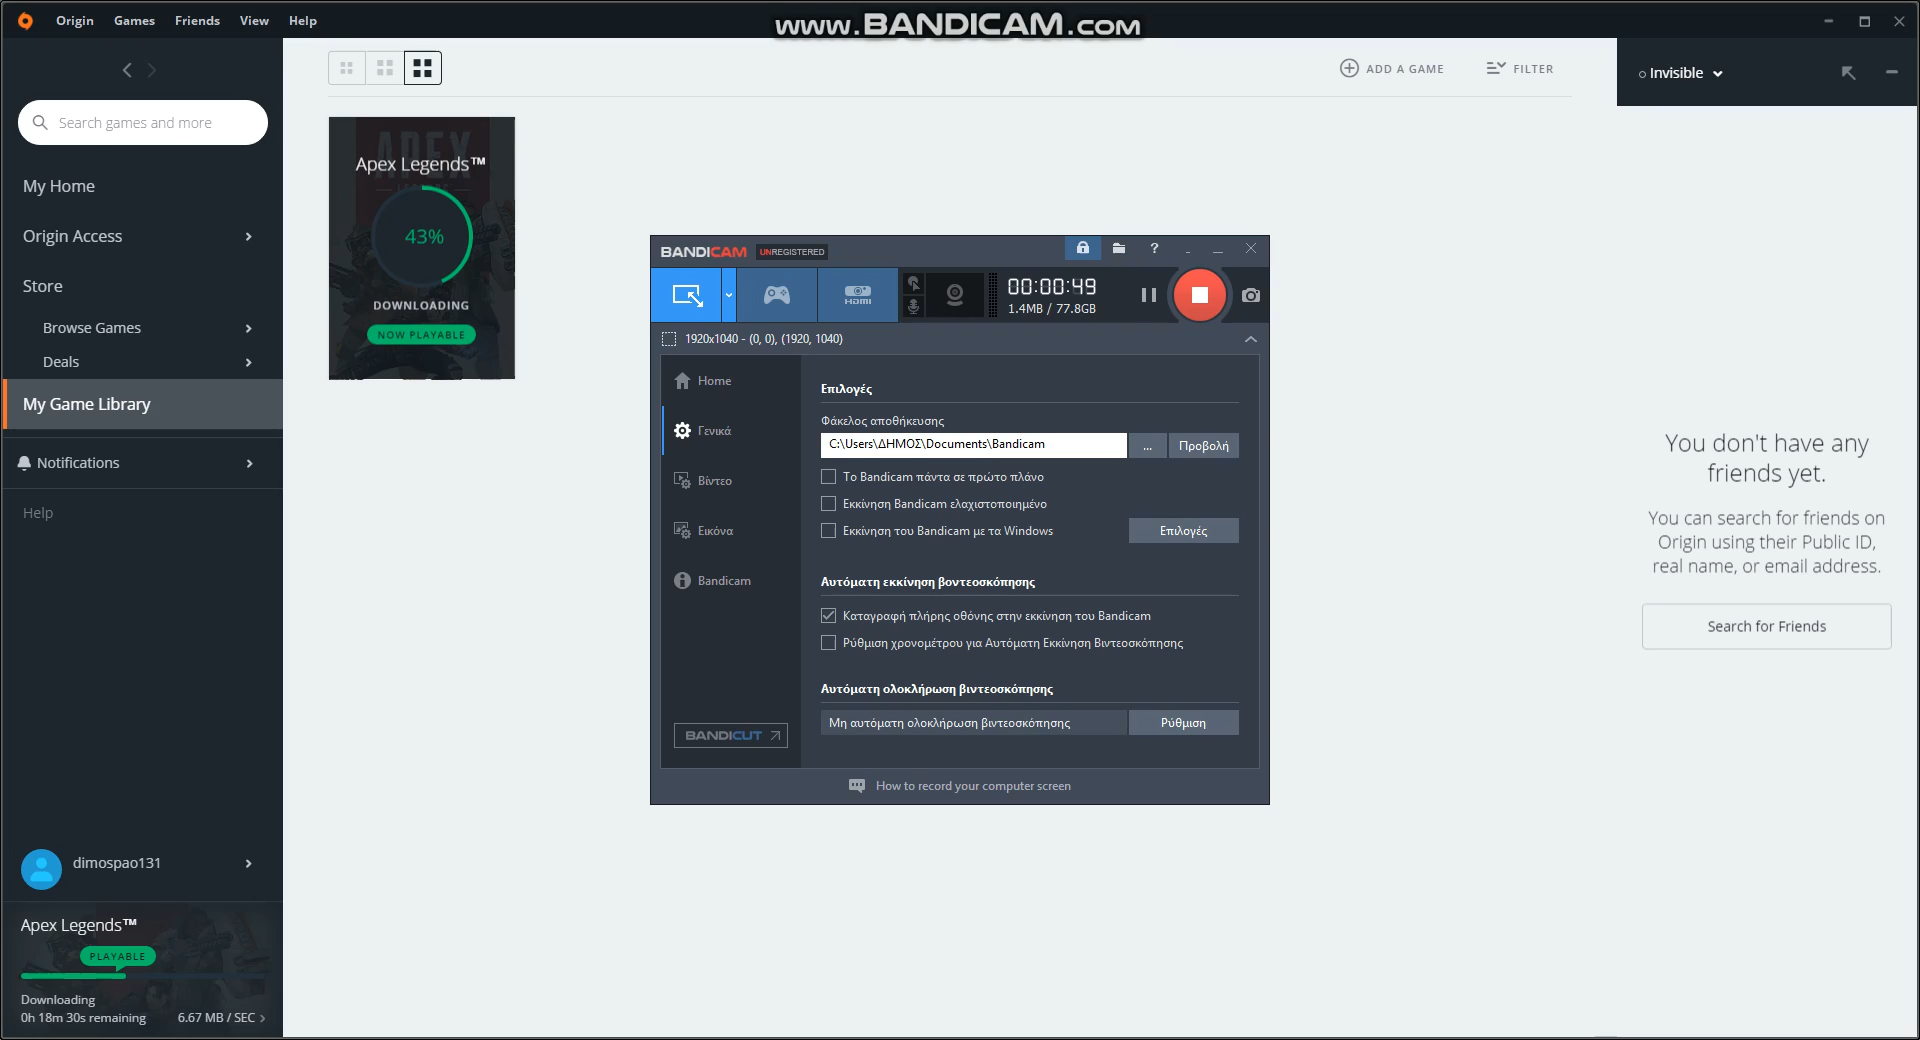 Origin Games Friends View Help
www.BANDICAM.com
Search games and more
My Home
Origin Access
Store
Browse Games
Deals
My Game Library
Notifications
Help
dimospao131
Apex Legends™
PLAYABLE
Downloading
0h 18m 30s remaining 6.67 MB / SEC
ADD A GAME FILTER
Apex Legends™
43%
DOWNLOADING
NOW PLAYABLE
BANDICAM UNREGISTERED
?
HDMI
00:00:49
1.4MB / 77.8GB
1920x1040 - (0, 0), (1920, 1040)
Home
Γενικά
Βίντεο
Εικόνα
Bandicam
BANDICUT
Επιλογές
Φάκελος αποθήκευσης
C:\Users\ΔΗΜΟΣ\Documents\Bandicam ... Προβολή
Το Bandicam πάντα σε πρώτο πλάνο
Εκκίνηση Bandicam ελαχιστοποιημένο
Εκκίνηση του Bandicam με τα Windows Επιλογές
Αυτόματη εκκίνηση βοντεοσκόπησης
Καταγραφή πλήρης οθόνης στην εκκίνηση του Bandicam
Ρύθμιση χρονομέτρου για Αυτόματη Εκκίνηση Βιντεοσκόπησης
Αυτόματη ολοκλήρωση βιντεοσκόπησης
Μη αυτόματη ολοκλήρωση βιντεοσκόπησης Ρύθμιση
How to record your computer screen
Invisible
You don't have any
friends yet.
You can search for friends on
Origin using their Public ID,
real name, or email address.
Search for Friends